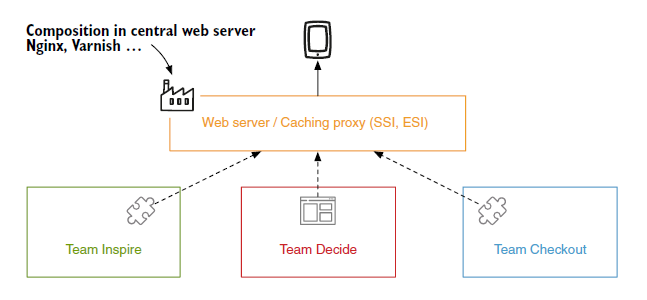 Composition in central web server
Nginx, Varnish …
Web server / Caching proxy (SSI, ESI)
Team Inspire
Team Decide
Team Checkout